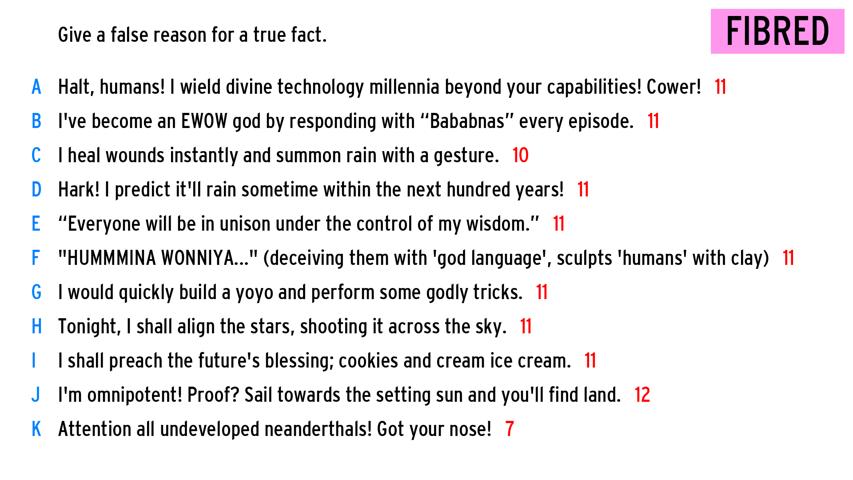 Give a false reason for a true fact.
FIBRED
A Halt, humans! I wield divine technology millennia beyond your capabilities! Cower! 11
B I've become an EWOW god by responding with “Bababnas” every episode. 11
C I heal wounds instantly and summon rain with a gesture. 10
D Hark! I predict it'll rain sometime within the next hundred years! 11
E “Everyone will be in unison under the control of my wisdom.” 11
F "HUMMMINA WONNIYA..." (deceiving them with 'god language', sculpts 'humans' with clay) 11
G I would quickly build a yoyo and perform some godly tricks. 11
H Tonight, I shall align the stars, shooting it across the sky. 11
I I shall preach the future's blessing; cookies and cream ice cream. 11
J I'm omnipotent! Proof? Sail towards the setting sun and you'll find land. 12
K Attention all undeveloped neanderthals! Got your nose! 7